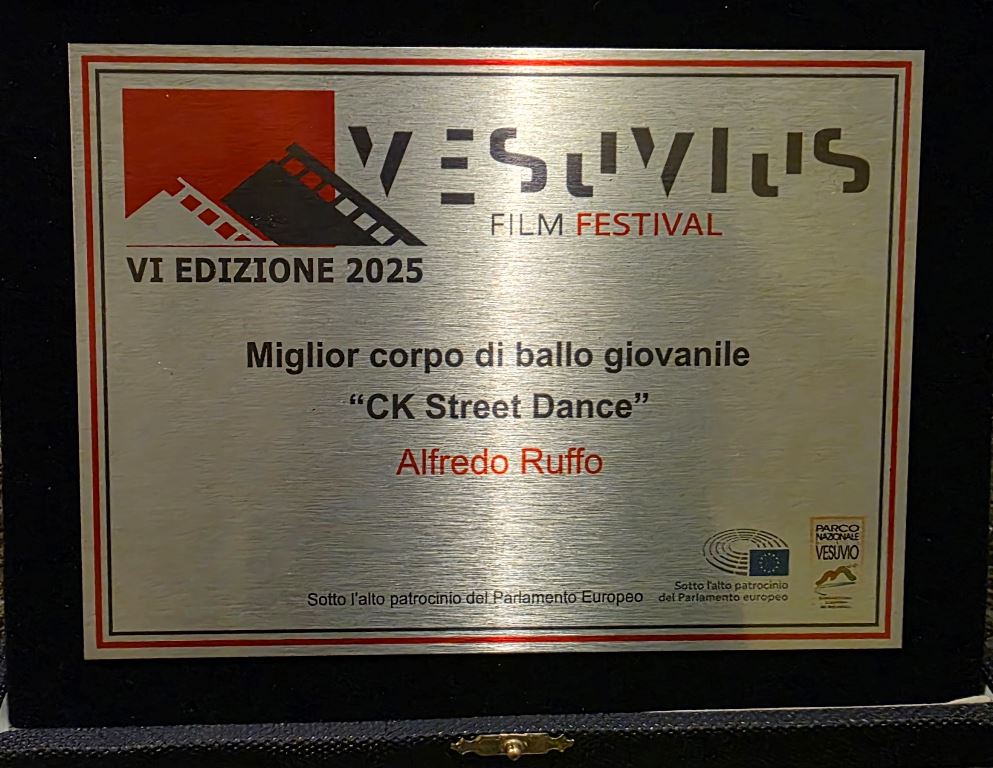 VESUVIUS
FILM FESTIVAL
VI EDIZIONE 2025
Miglior corpo di ballo giovanile
“CK Street Dance”
Alfredo Ruffo
Sotto l'alto patrocinio del Parlamento Europeo
Sotto l'alto patrocinio
del Parlamento europeo
PARCO
NAZIONALE
VESUVIO